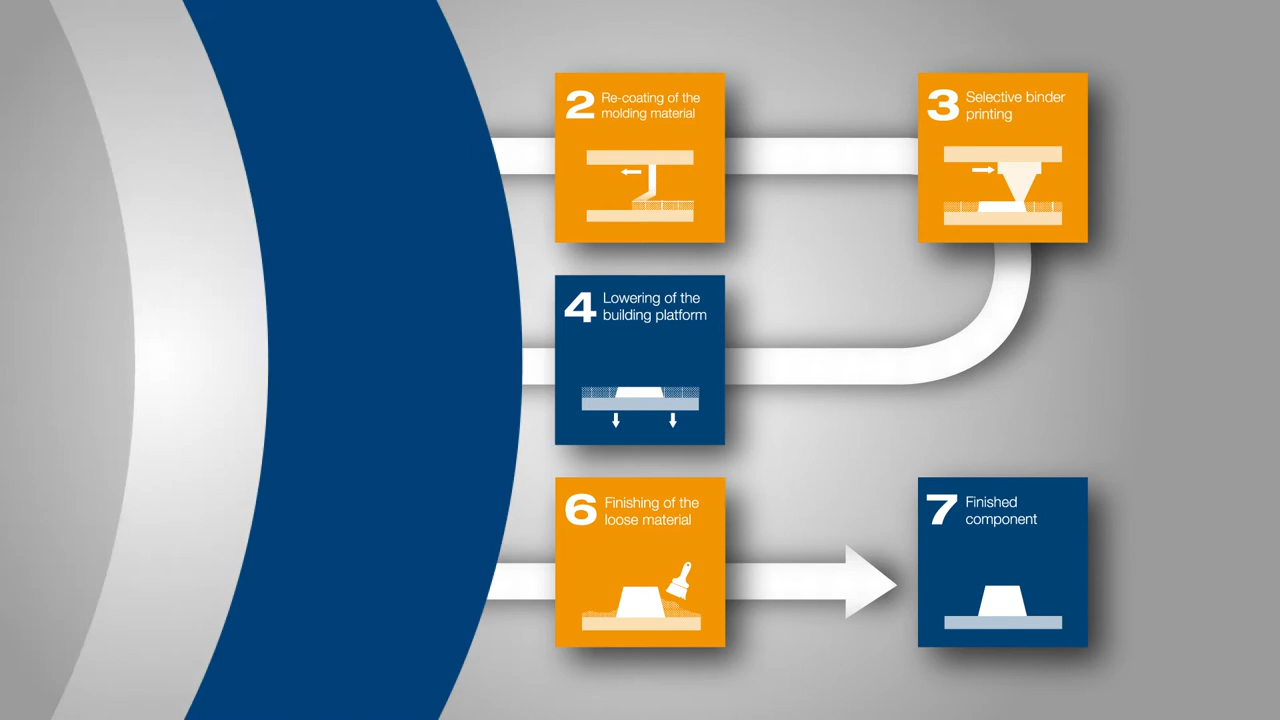 2 Re-coating of the
molding material
3 Selective binder
printing
4 Lowering of the
building platform
6 Finishing of the
loose material
7 Finished
component